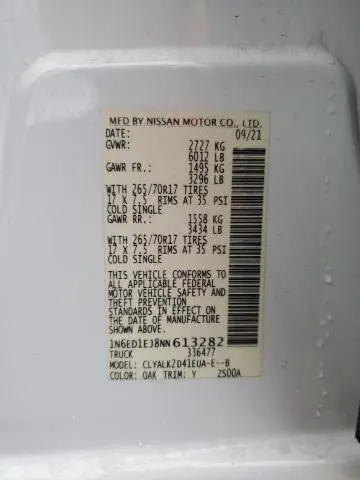 MFD BY NISSAN MOTOR CO., LTD.
DATE: 09/21
GVWR: 2727 KG
6012 LB
GAWR FR.: 1495 KG
3296 LB
WITH 265/70R17 TIRES
17 X 7.5 RIMS AT 35 PSI
COLD SINGLE
GAWR RR.: 1558 KG
3434 LB
WITH 265/70R17 TIRES
17 X 7.5 RIMS AT 35 PSI
COLD SINGLE
THIS VEHICLE CONFORMS TO
ALL APPLICABLE FEDERAL
MOTOR VEHICLE SAFETY AND
STANDARDS IN EFFECT ON
THE DATE OF MANUFACTURE
SHOWN ABOVE.
1N6ED1EJ8NN613282
TRUCK 336477
MODEL: CLYALK2D41EUA-E--B
COLOR: QAK TRIM: Y ZS00A